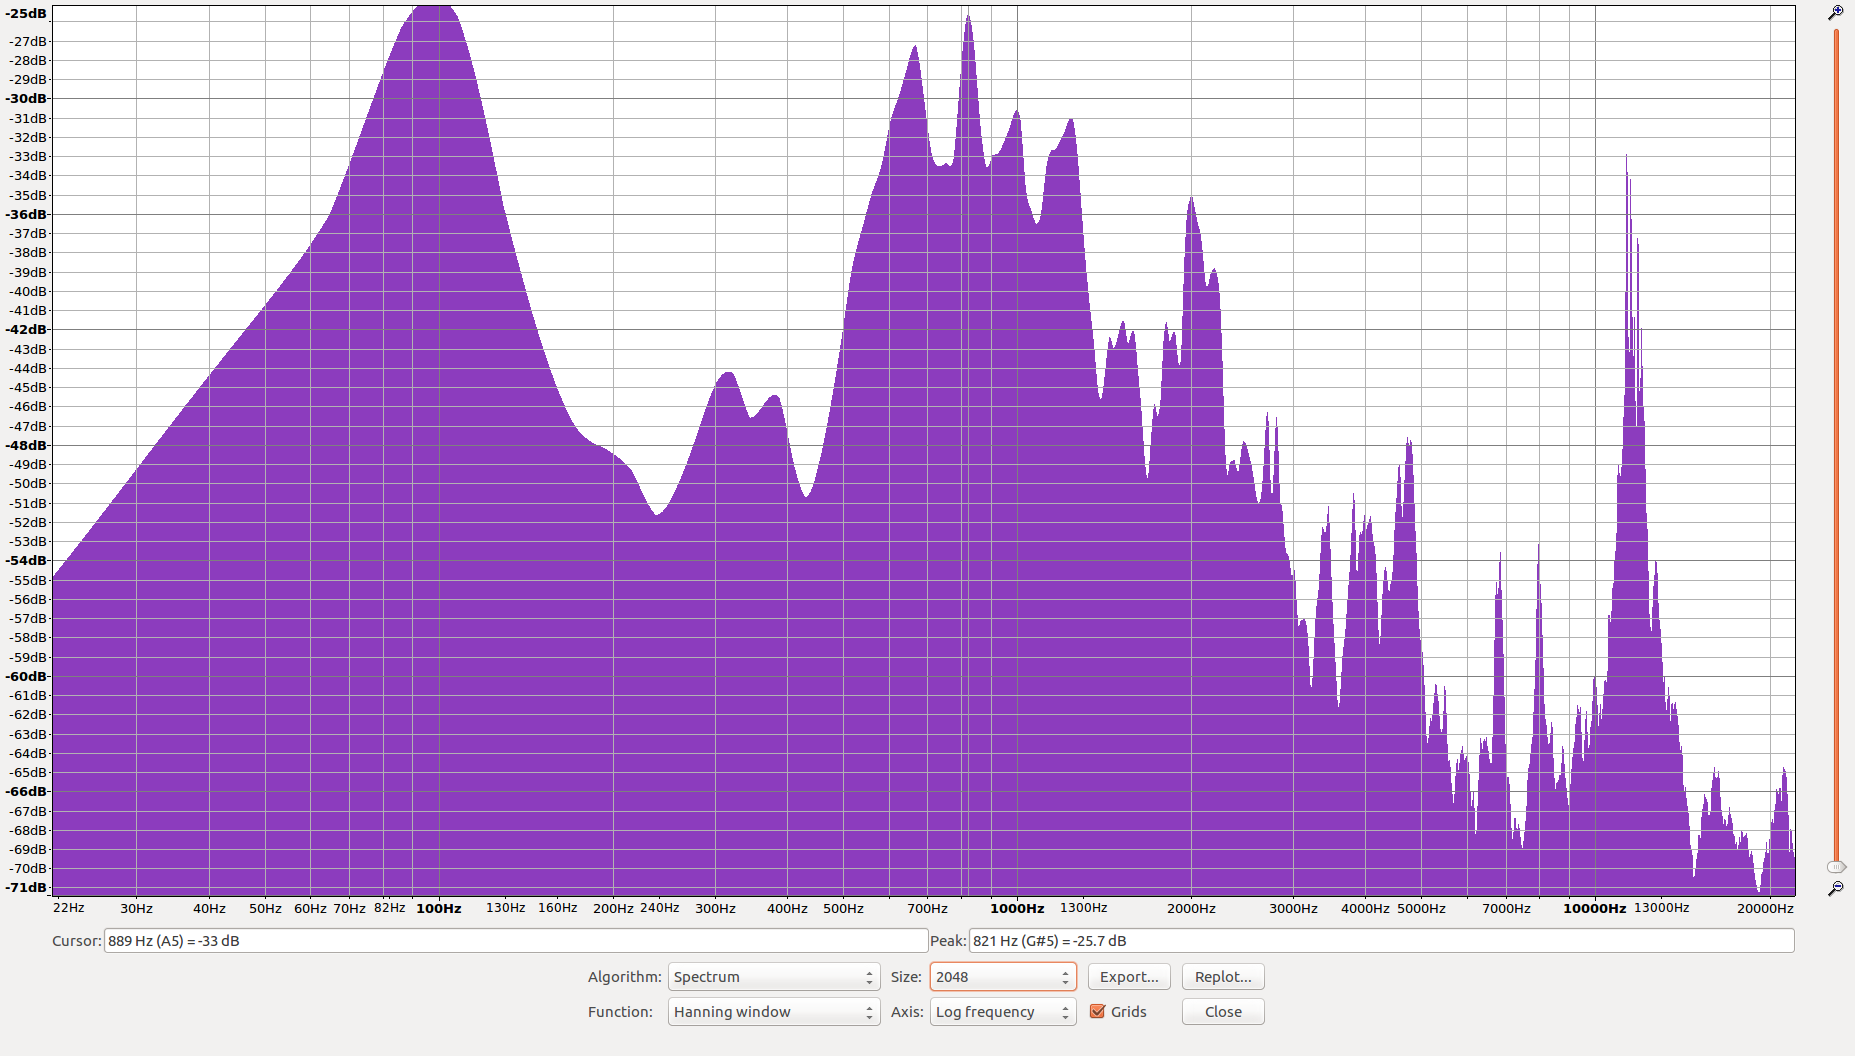 -25dB
-27dB
-28dB
-29dB
-30dB
-31dB
-32dB
-33dB
-34dB
-35dB
-36dB
-37dB
-38dB
-39dB
-40dB
-41dB
-42dB
-43dB
-44dB
-45dB
-46dB
-47dB
-48dB
-49dB
-50dB
-51dB
-52dB
-53dB
-54dB
-55dB
-56dB
-57dB
-58dB
-59dB
-60dB
-61dB
-62dB
-63dB
-64dB
-65dB
-66dB
-67dB
-68dB
-69dB
-70dB
-71dB
22Hz 30Hz 40Hz 50Hz 60Hz 70Hz 82Hz 100Hz 130Hz 160Hz 200Hz 240Hz 300Hz 400Hz 500Hz 700Hz 1000Hz 1300Hz 2000Hz 3000Hz 4000Hz 5000Hz 7000Hz 10000Hz 13000Hz 20000Hz
Cursor: 889 Hz (A5) = -33 dB Peak: 821 Hz (G#5) = -25.7 dB
Algorithm: Spectrum Size: 2048 Export... Replot...
Function: Hanning window Axis: Log frequency Grids Close